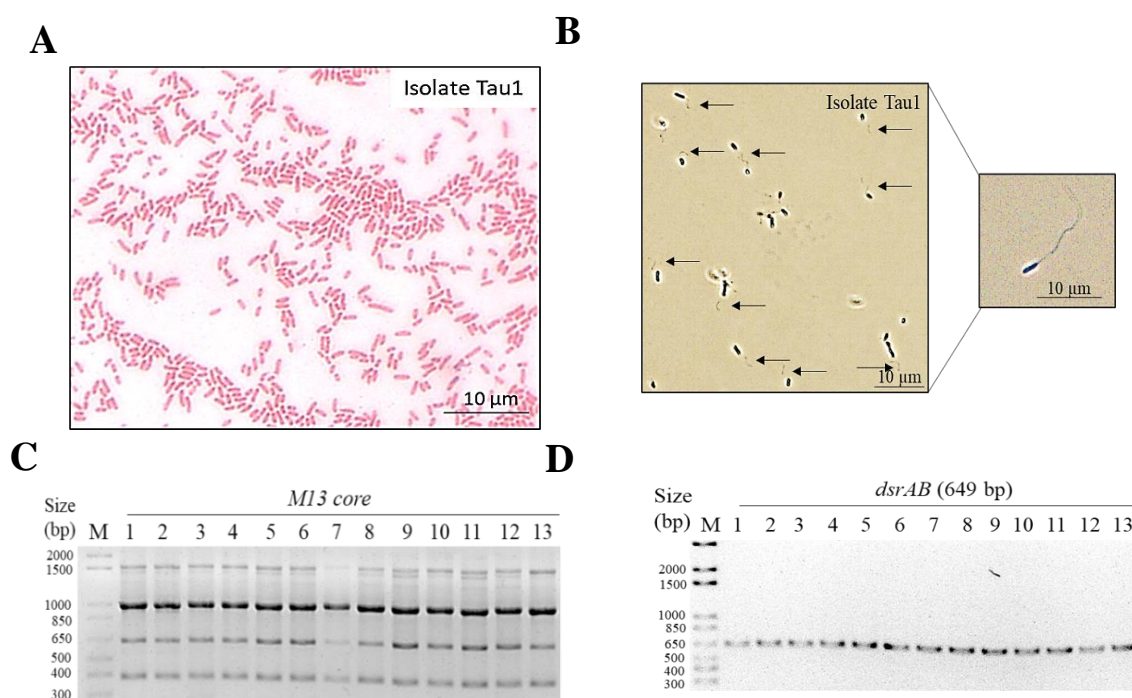 A
Isolate Tau1
10 µm
B
Isolate Tau1
10 µm
10 µm
C
M13 core
Size
(bp) M 1 2 3 4 5 6 7 8 9 10 11 12 13
2000
1500
1000
850
650
500
400
300
D
dsrAB (649 bp)
Size
(bp) M 1 2 3 4 5 6 7 8 9 10 11 12 13
2000
1500
1000
850
650
500
400
300